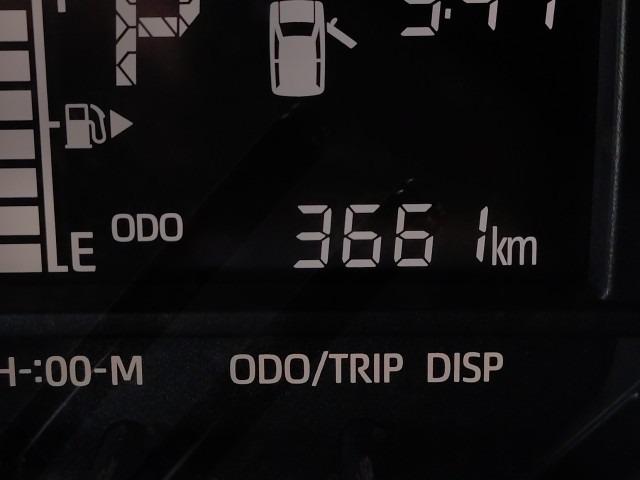 P
ODO 3661km
E
H-:00-M ODO/TRIP DISP